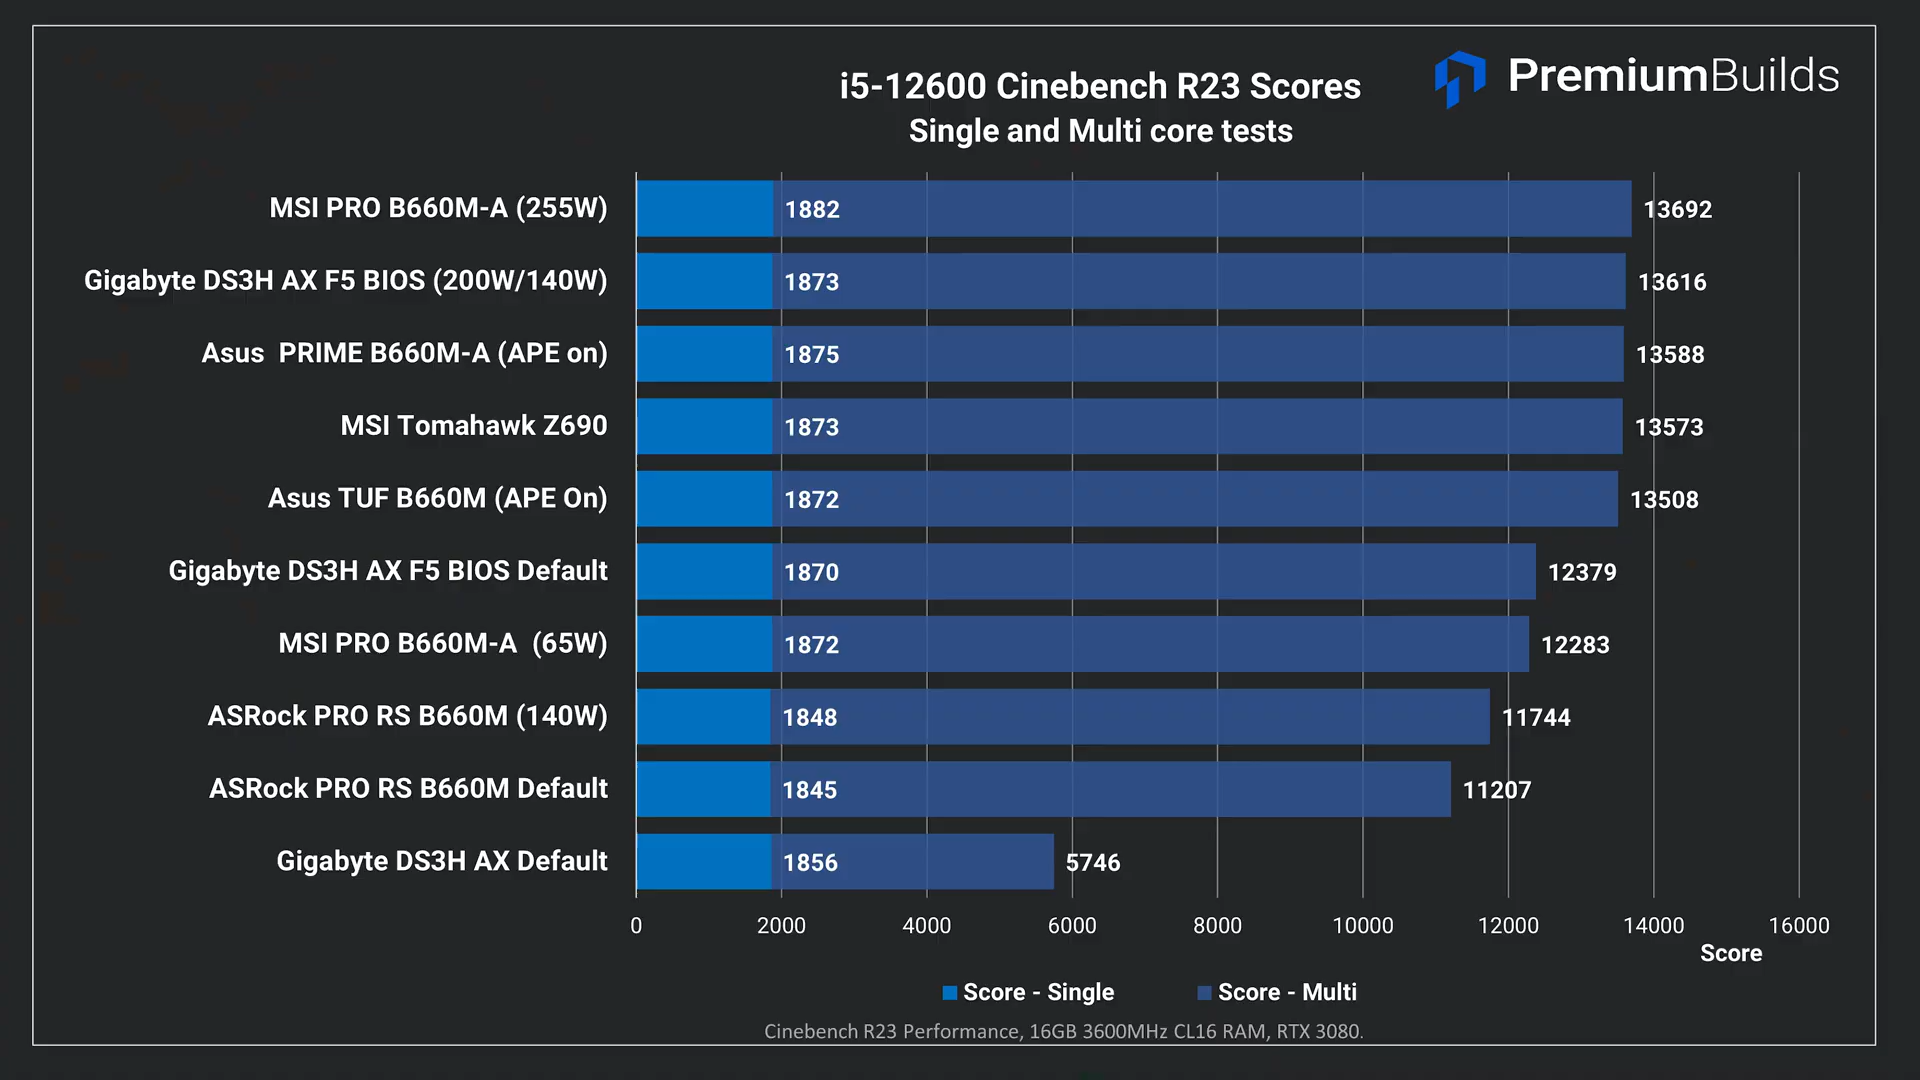 PremiumBuilds
i5-12600 Cinebench R23 Scores
Single and Multi core tests
MSI PRO B660M-A (255W) 1882 13692
Gigabyte DS3H AX F5 BIOS (200W/140W) 1873 13616
Asus PRIME B660M-A (APE on) 1875 13588
MSI Tomahawk Z690 1873 13573
Asus TUF B660M (APE On) 1872 13508
Gigabyte DS3H AX F5 BIOS Default 1870 12379
MSI PRO B660M-A (65W) 1872 12283
ASRock PRO RS B660M (140W) 1848 11744
ASRock PRO RS B660M Default 1845 11207
Gigabyte DS3H AX Default 1856 5746
0 2000 4000 6000 8000 10000 12000 14000 16000
Score
Score - Single Score - Multi
Cinebench R23 Performance, 16GB 3600MHz CL16 RAM, RTX 3080.